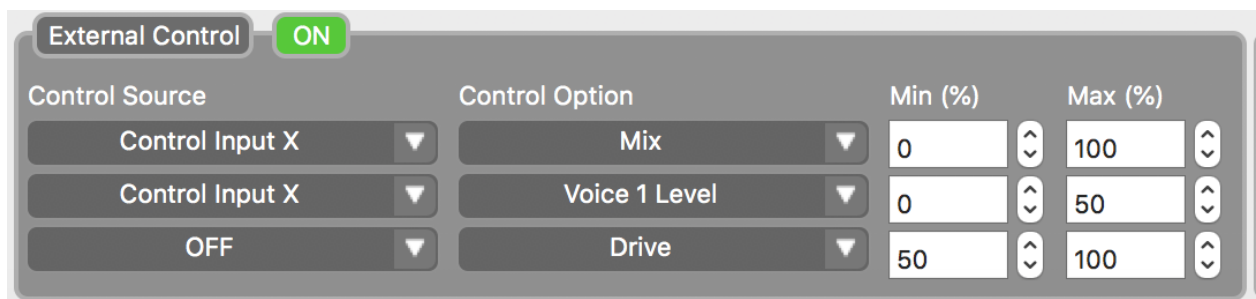 External Control ON
Control Source Control Option Min (%) Max (%)
Control Input X Mix 0 100
Control Input X Voice 1 Level 0 50
OFF Drive 50 100